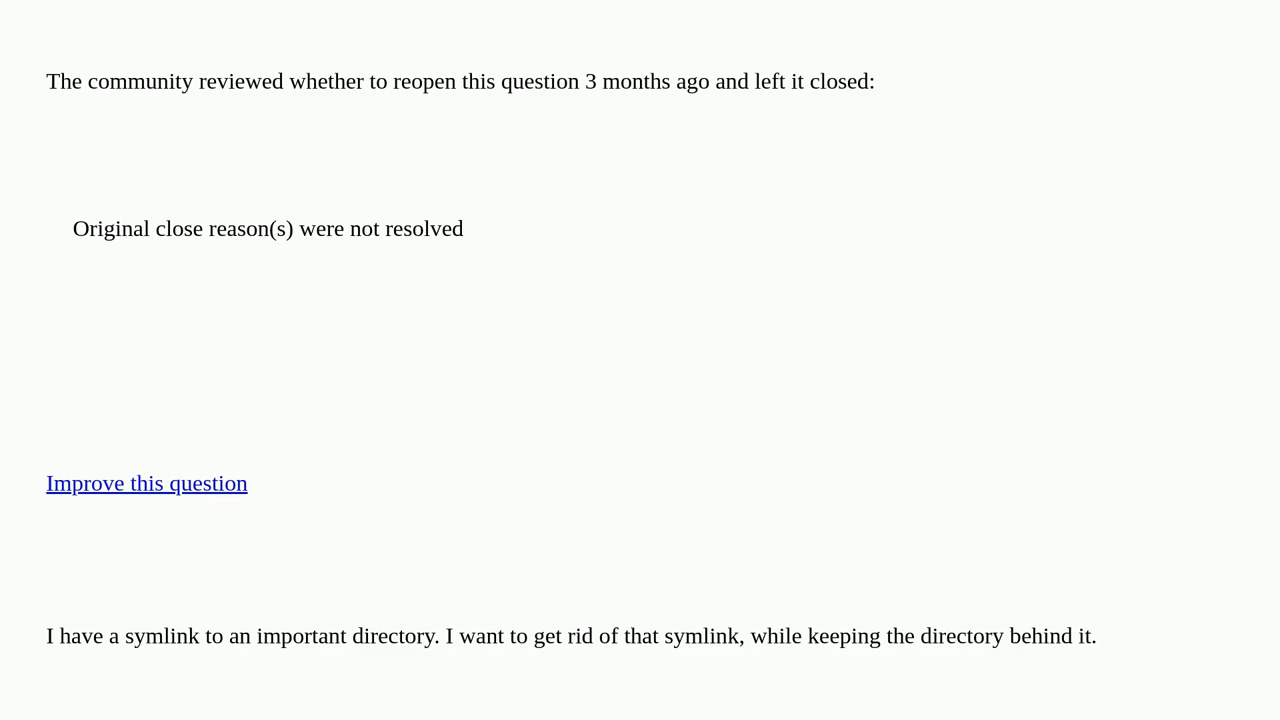 The community reviewed whether to reopen this question 3 months ago and left it closed:
Original close reason(s) were not resolved
Improve this question
I have a symlink to an important directory. I want to get rid of that symlink, while keeping the directory behind it.